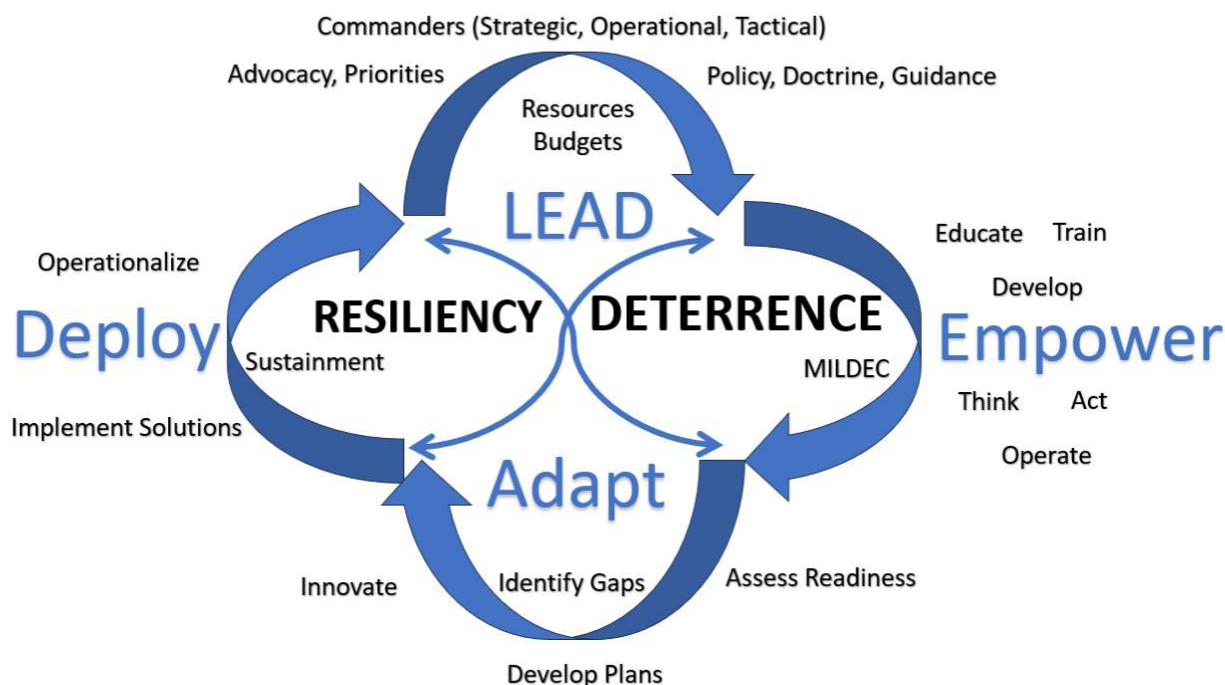 Commanders (Strategic, Operational, Tactical)
Advocacy, Priorities
Policy, Doctrine, Guidance
Resources
Budgets
LEAD
Educate Train
Develop
Operationalize
RESILIENCY
DETERRENCE
Deploy
Empower
Sustainment
MILDEC
Think Act
Implement Solutions
Operate
Adapt
Innovate
Identify Gaps
Assess Readiness
Develop Plans